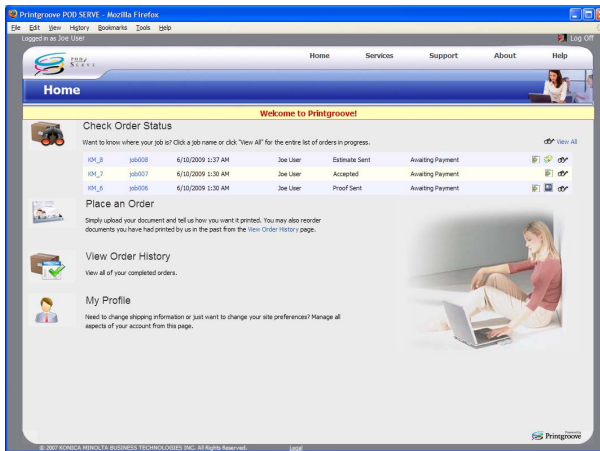 Printgroove POD SERVE - Mozilla Firefox
File Edit View History Bookmarks Tools Help
Logged in as Joe User
Log Off
POD
SERVE
Home Services Support About Help
Home
Welcome to Printgroove!
Check Order Status
Want to know where your job is? Click a job name or click "View All" for the entire list of orders in progress.
View All
KM_8 job008 6/10/2009 1:37 AM Joe User Estimate Sent Awaiting Payment
KM_7 job007 6/10/2009 1:30 AM Joe User Accepted Awaiting Payment
KM_6 job006 6/10/2009 1:30 AM Joe User Proof Sent Awaiting Payment
Place an Order
Simply upload your document and tell us how you want it printed. You may also reorder
documents you have had printed by us in the past from the View Order History page.
View Order History
View all of your completed orders.
My Profile
Need to change shipping information or just want to change your site preferences? Manage all
aspects of your account from this page.
Powered by
Printgroove
© 2007 KONICA MINOLTA BUSINESS TECHNOLOGIES INC. All Rights Reserved. Legal